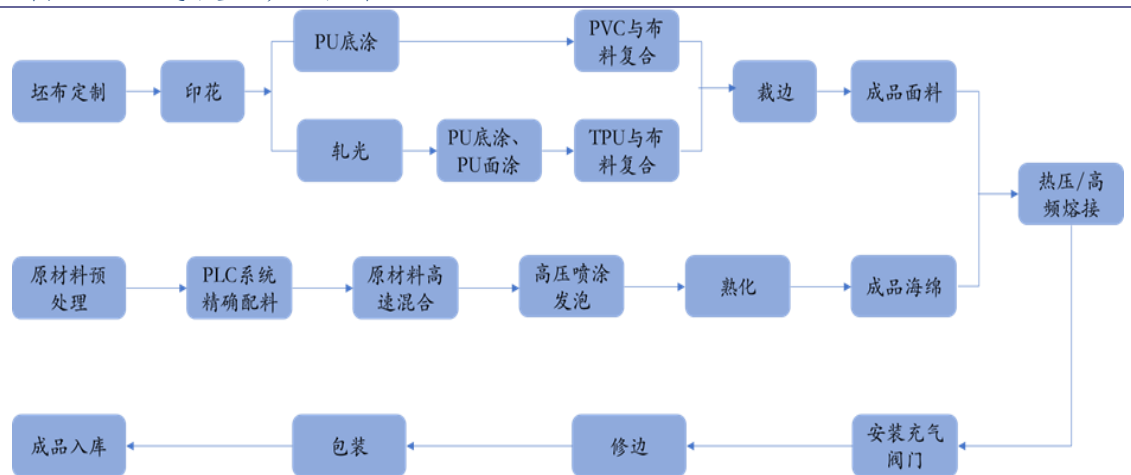 PU底涂
PVC与布
料复合
坯布定制
印花
裁边
成品面料
轧光
PU底涂、
PU面涂
TPU与布
料复合
热压/高
频熔接
原材料预
处理
PLC系统
精确配料
原材料高
速混合
高压喷涂
发泡
熟化
成品海绵
成品入库
包装
修边
安装充气
阀门